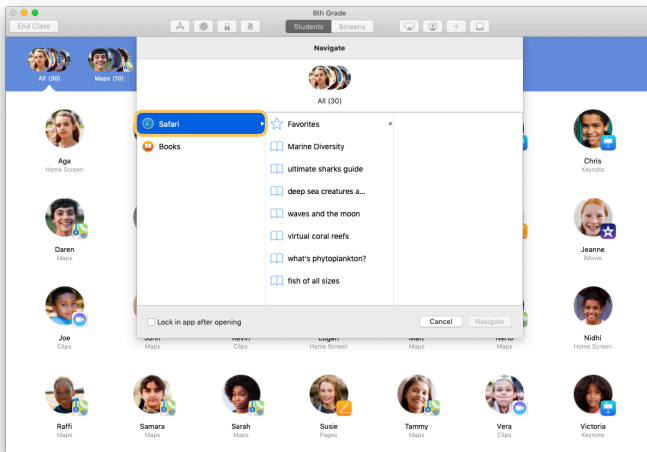 6th Grade
End Class
Students
Screens
All (30)
Maps (10)
Navigate
All (30)
Safari
Books
Favorites
Marine Diversity
ultimate sharks guide
deep sea creatures a...
waves and the moon
virtual coral reefs
what's phytoplankton?
fish of all sizes
Lock in app after opening
Cancel
Navigate
Aga
Home Screen
Chris
Keynote
Daren
Maps
Jeanne
iMovie
Joe
Clips
Maps
Kevin
Clips
Logan
Home Screen
Matt
Maps
Maps
Nidhi
Home Screen
Raffi
Maps
Samara
Maps
Sarah
Maps
Susie
Pages
Tammy
Maps
Vera
Clips
Victoria
Keynote